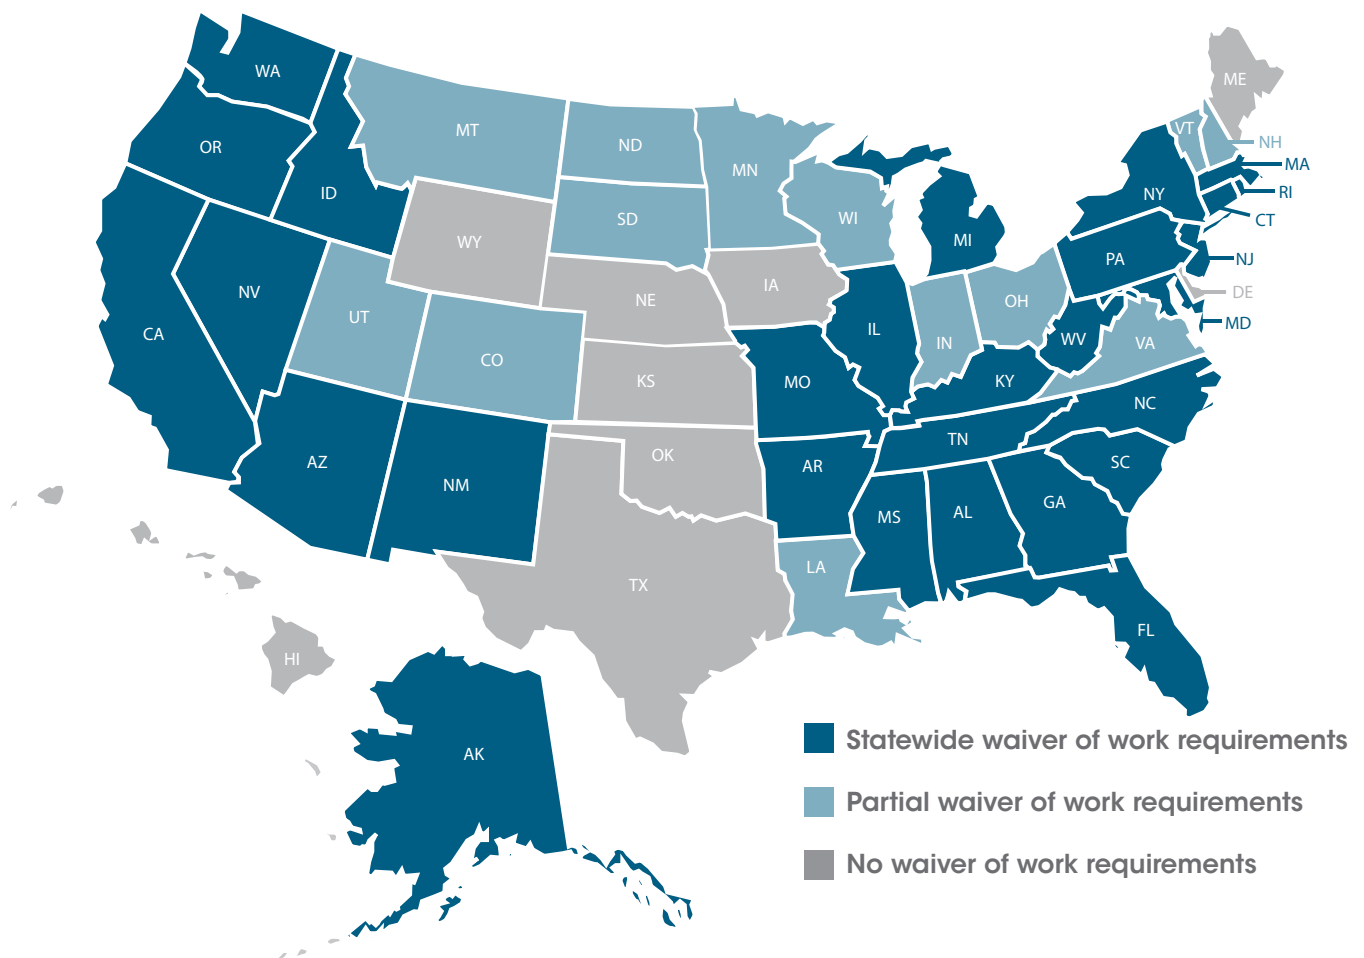 WA
ME
MT
ND
VT
OR
NH
MN
MA
ID
RI
NY
SD
WI
CT
WY
MI
PA
NJ
NV
IA
DE
NE
OH
UT
MD
CA
IL
WV
IN
VA
CO
KS
MO
KY
NC
TN
OK
AZ
AR
SC
NM
GA
MS
AL
LA
TX
FL
HI
AK
Statewide waiver of work requirements
Partial waiver of work requirements
No waiver of work requirements